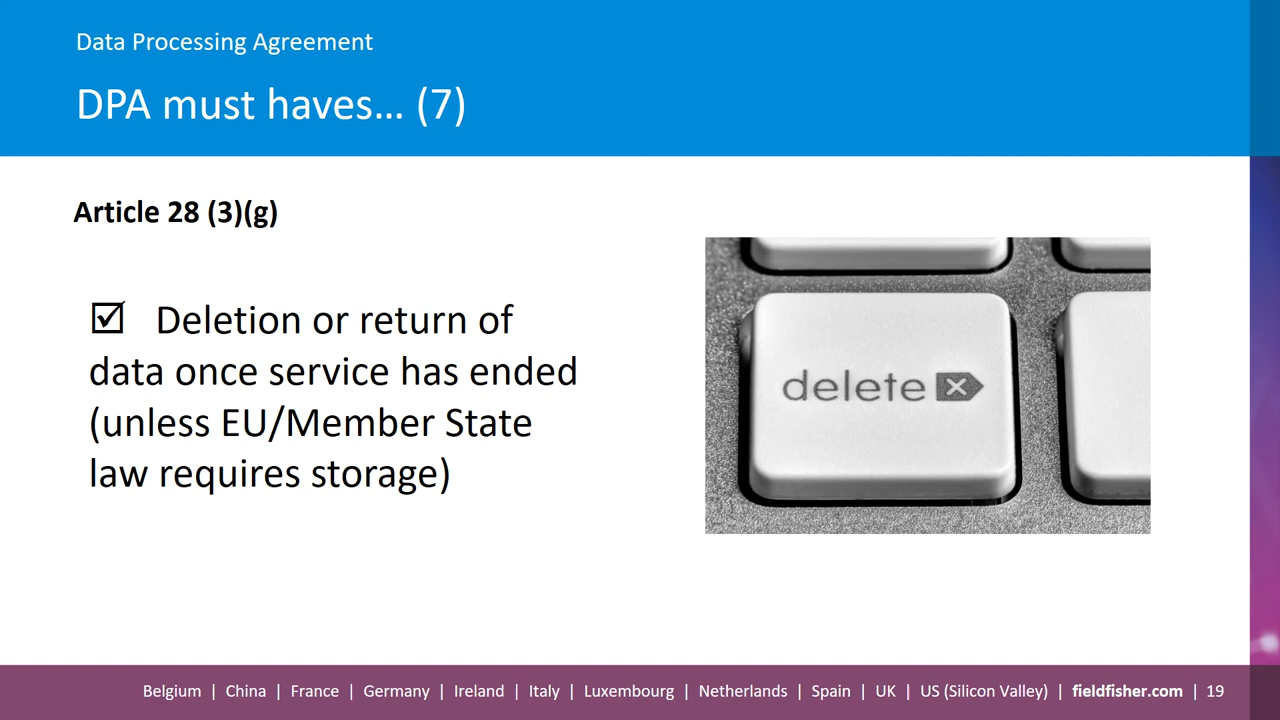 Data Processing Agreement
DPA must haves... (7)
Article 28 (3)(g)
☑ Deletion or return of
data once service has ended
(unless EU/Member State
law requires storage)
delete
Belgium | China | France | Germany | Ireland | Italy | Luxembourg | Netherlands | Spain | UK | US (Silicon Valley) | fieldfisher.com | 19